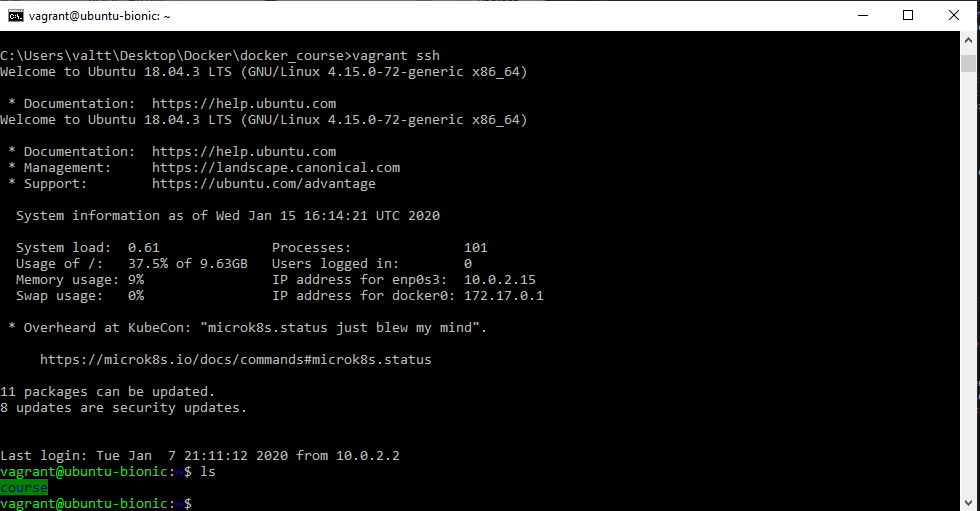 vagrant@ubuntu-bionic: ~
C:\Users\valtt\Desktop\Docker\docker_course>vagrant ssh
Welcome to Ubuntu 18.04.3 LTS (GNU/Linux 4.15.0-72-generic x86_64)
* Documentation:  https://help.ubuntu.com
Welcome to Ubuntu 18.04.3 LTS (GNU/Linux 4.15.0-72-generic x86_64)
* Documentation:  https://help.ubuntu.com
* Management:     https://landscape.canonical.com
* Support:        https://ubuntu.com/advantage
System information as of Wed Jan 15 16:14:21 UTC 2020
System load:  0.61              Processes:              101
Usage of /:   37.5% of 9.63GB   Users logged in:        0
Memory usage: 9%                IP address for enp0s3:  10.0.2.15
Swap usage:   0%                IP address for docker0: 172.17.0.1
* Overheard at KubeCon: "microk8s.status just blew my mind".
https://microk8s.io/docs/commands#microk8s.status
11 packages can be updated.
8 updates are security updates.
Last login: Tue Jan  7 21:11:12 2020 from 10.0.2.2
vagrant@ubuntu-bionic:~$ ls
course
vagrant@ubuntu-bionic:~$